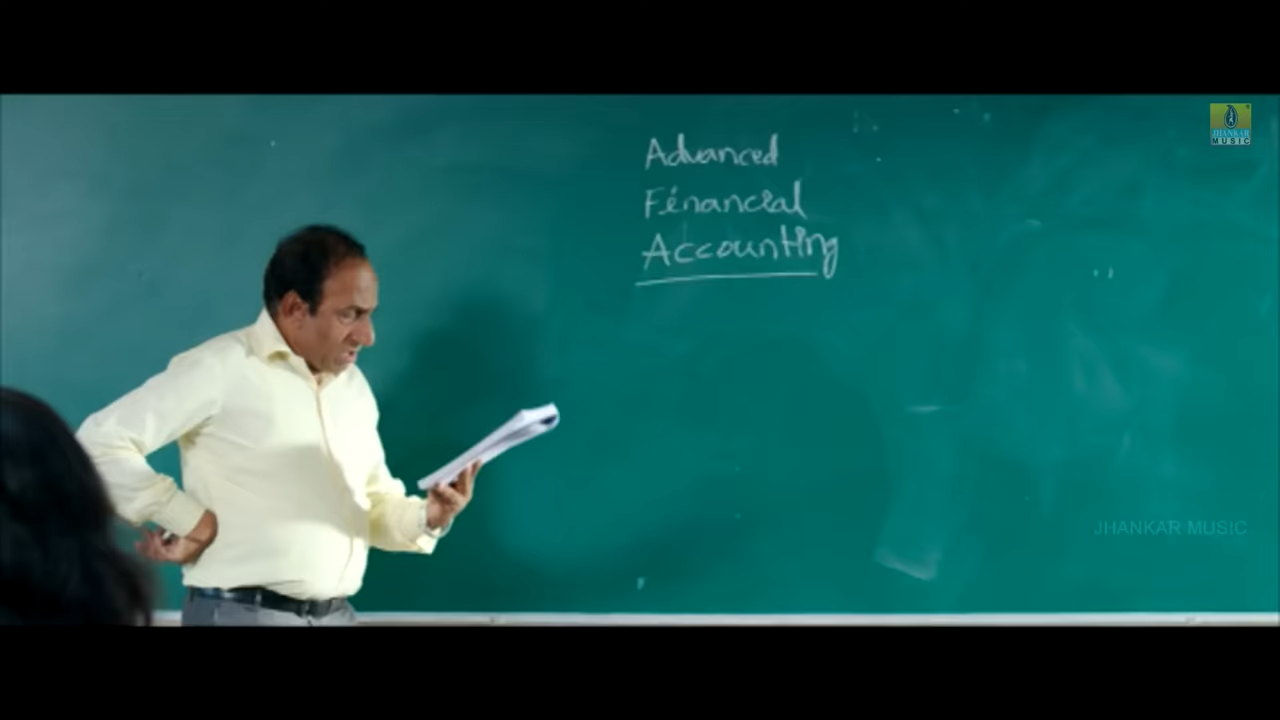 Advanced
Financial
Accounting
JHANKAR
MUSIC
JHANKAR MUSIC